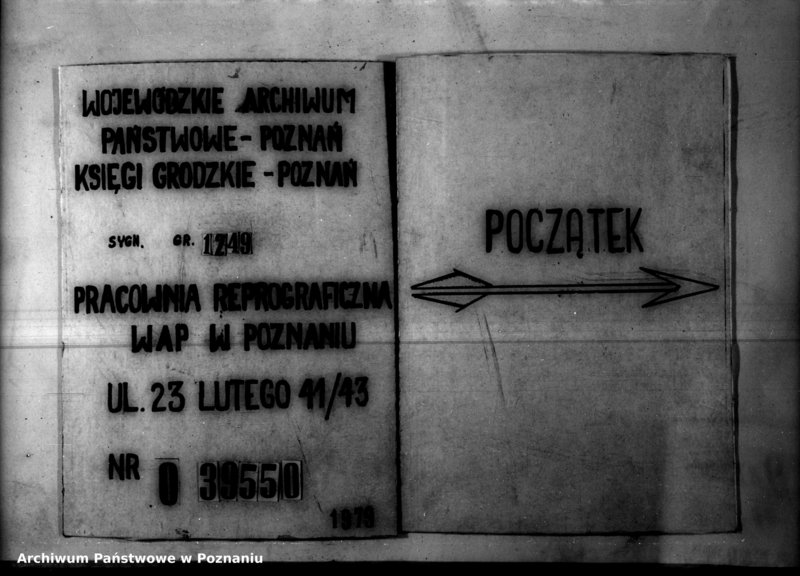 WOJEWÓDZKIE ARCHIWUM
PAŃSTWOWE - POZNAŃ
KSIĘGI GRODZKIE - POZNAŃ
SYGN. GR. 1249
PRACOWNIA REPROGRAFICZNA
WAP W POZNANIU
UL. 23 LUTEGO 41/43
NR 0 39550
1979
POCZĄTEK
Archiwum Państwowe w Poznaniu